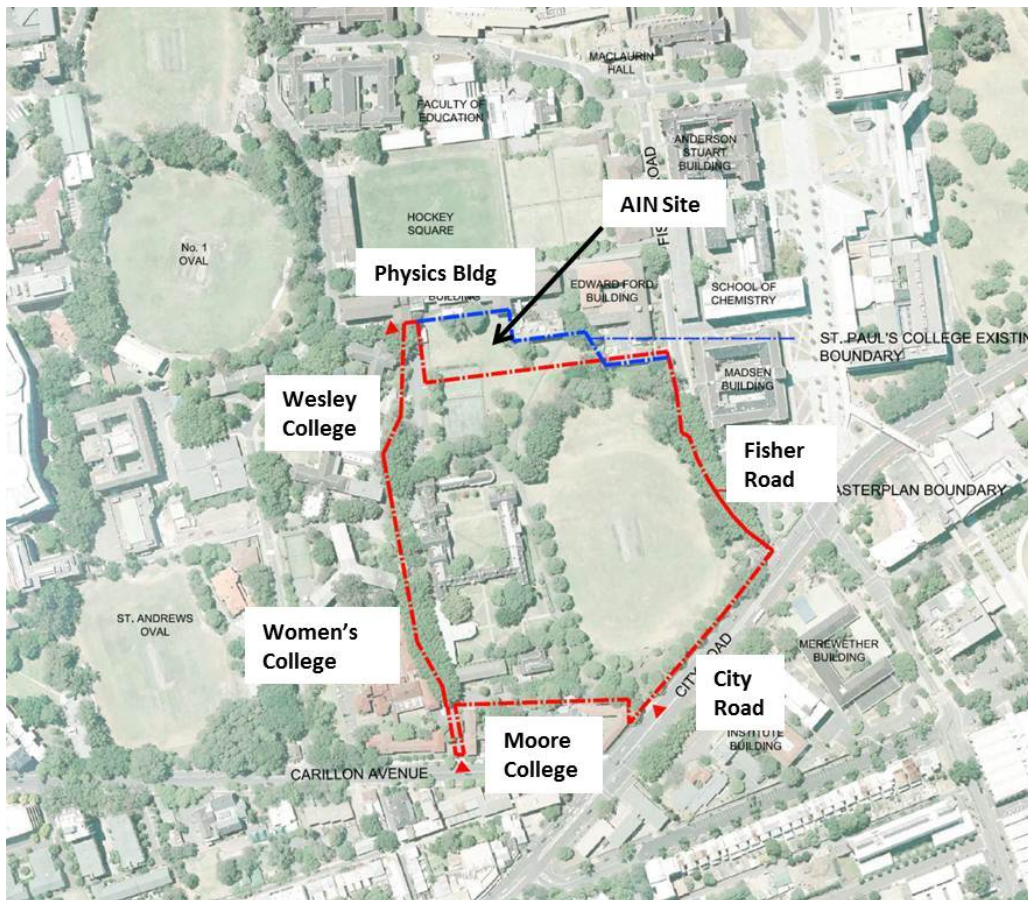 MACLAURIN
HALL
FACULTY OF
EDUCATION
ANDERSON
STUART
BUILDING
ROAD
AIN Site
HOCKEY
SQUARE
No. 1
OVAL
FIS
Physics Bldg
BUILDING
EDWARD FORD
BUILDING
SCHOOL OF
CHEMISTRY
ST. PAUL'S COLLEGE EXISTIN
BOUNDARY
MADSEN
BUILDING
Wesley
College
Fisher
Road
ASTERPLAN BOUNDARY
ST. ANDREWS
OVAL
Women's
College
MEREWETHER
BUILDING
CITY ROAD
City
Road
INSTITUTE
BUILDING
Moore
College
CARILLON AVENUE